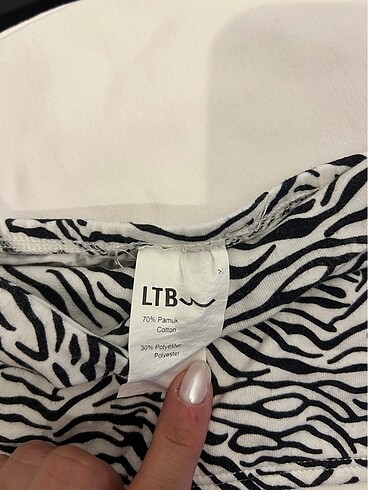 LTB
70% Pamuk
Cotton
30% Polyester
Polyester